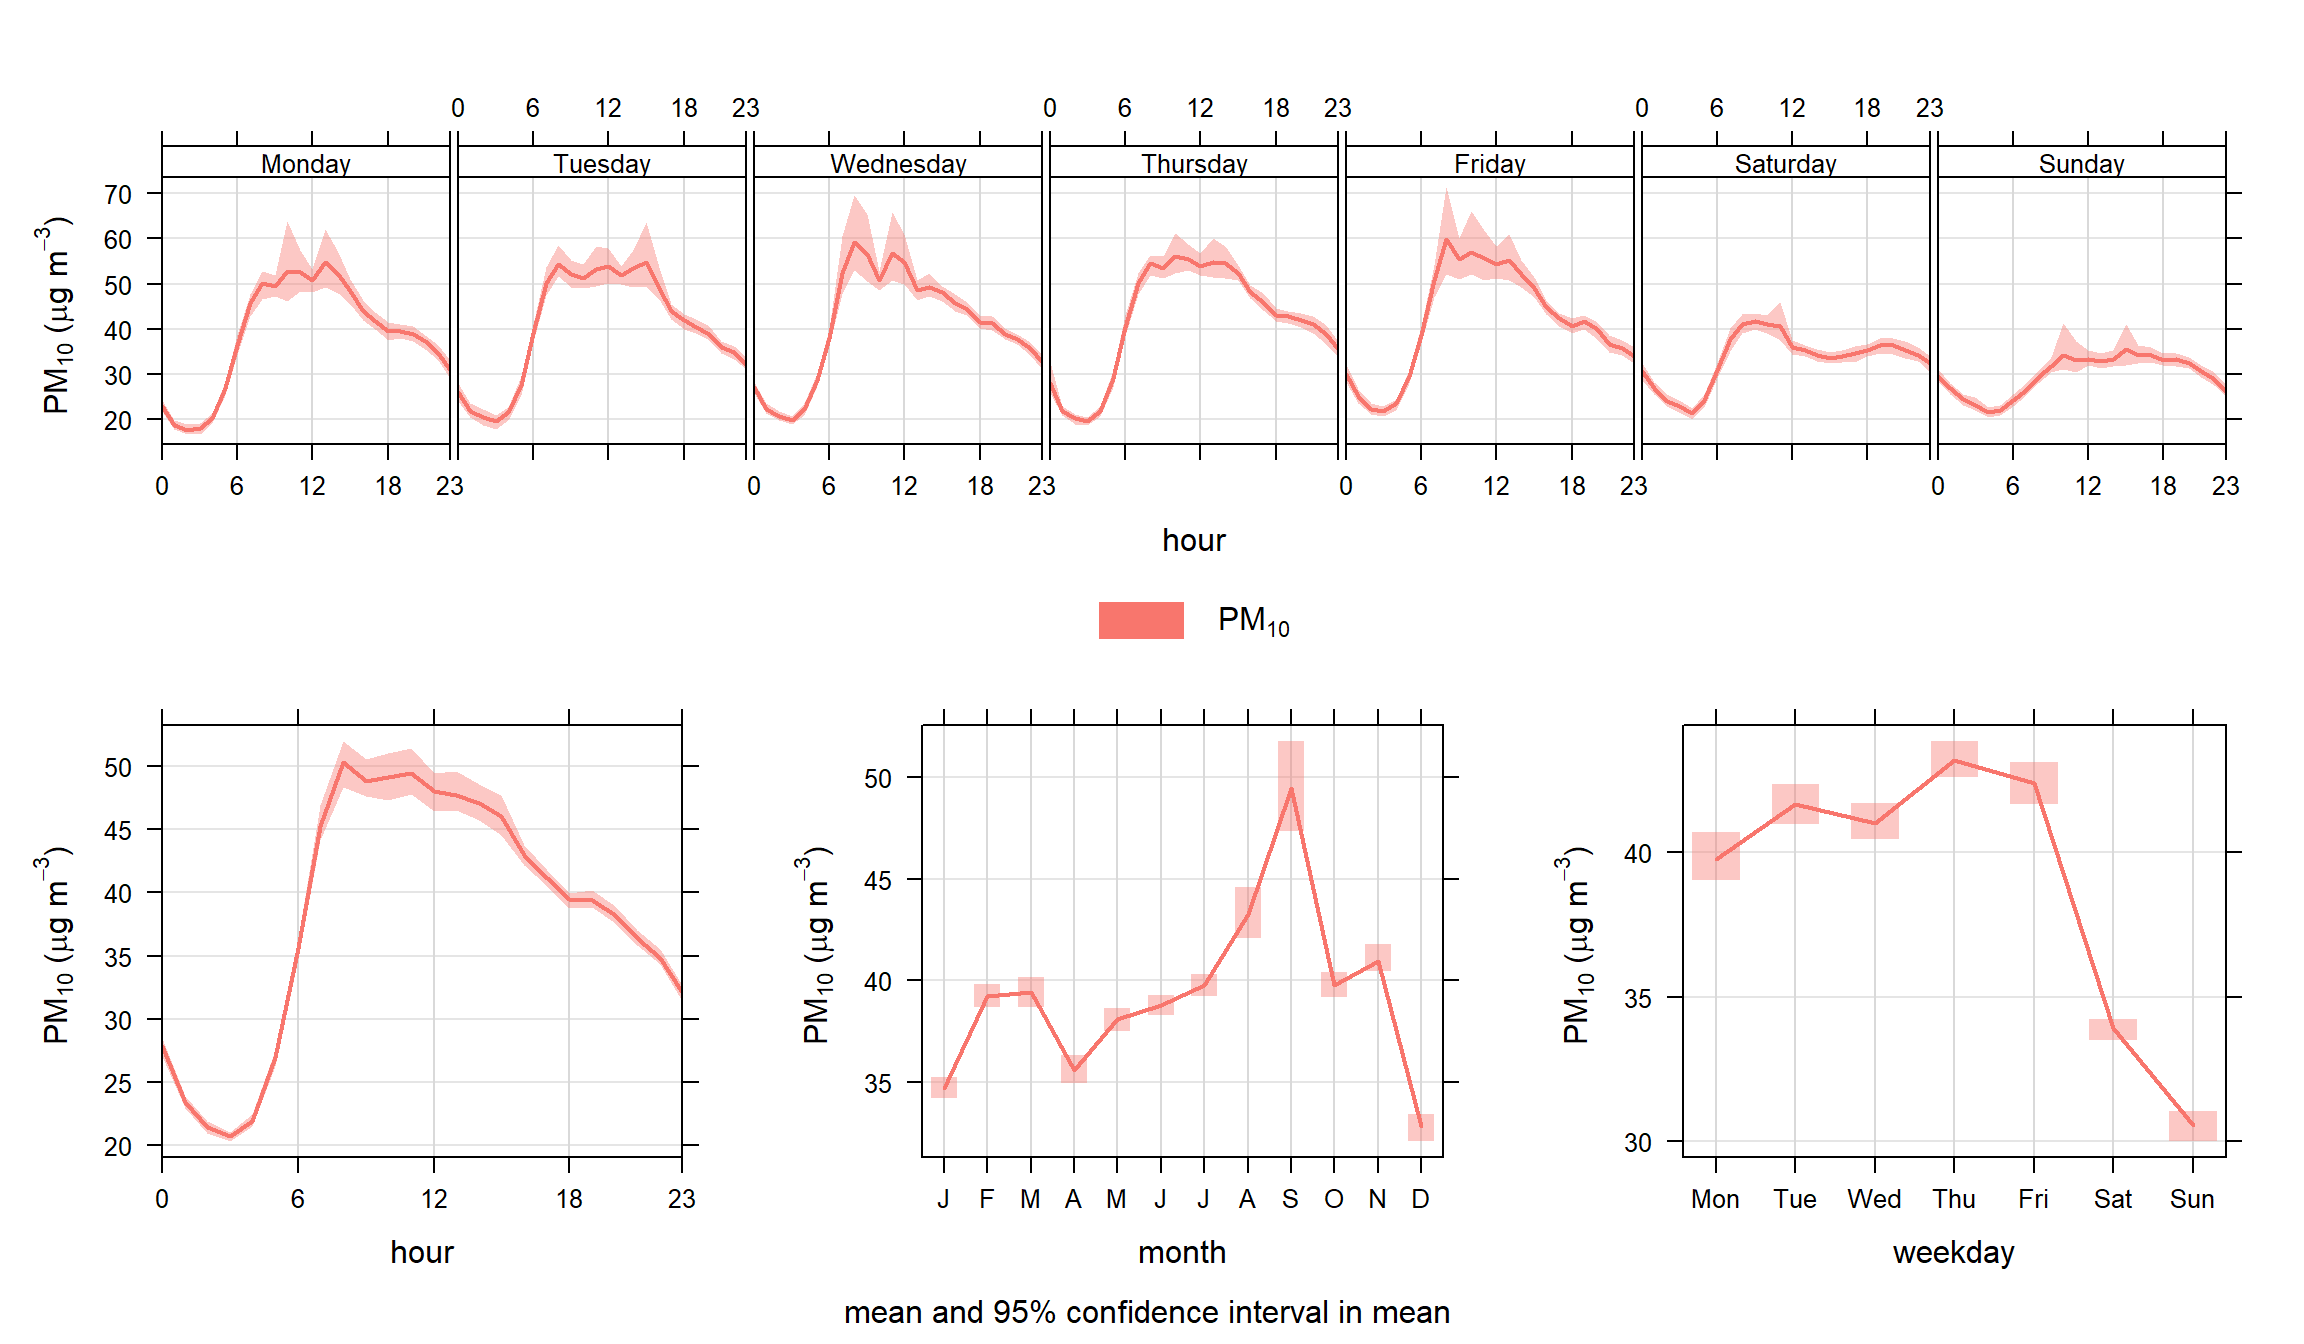 0 6 12 18 23 0 6 12 18 23 0 6 12 18 23
Monday Tuesday Wednesday Thursday Friday Saturday Sunday
70
60
50
40
30
20
PM₁₀ (μg m⁻³)
0 6 12 18 23 0 6 12 18 23 0 6 12 18 23 0 6 12 18 23
hour
PM₁₀
50
45
40
35
30
25
20
PM₁₀ (μg m⁻³)
0 6 12 18 23
hour
50
45
40
35
PM₁₀ (μg m⁻³)
J F M A M J J A S O N D
month
40
35
30
PM₁₀ (μg m⁻³)
Mon Tue Wed Thu Fri Sat Sun
weekday
mean and 95% confidence interval in mean